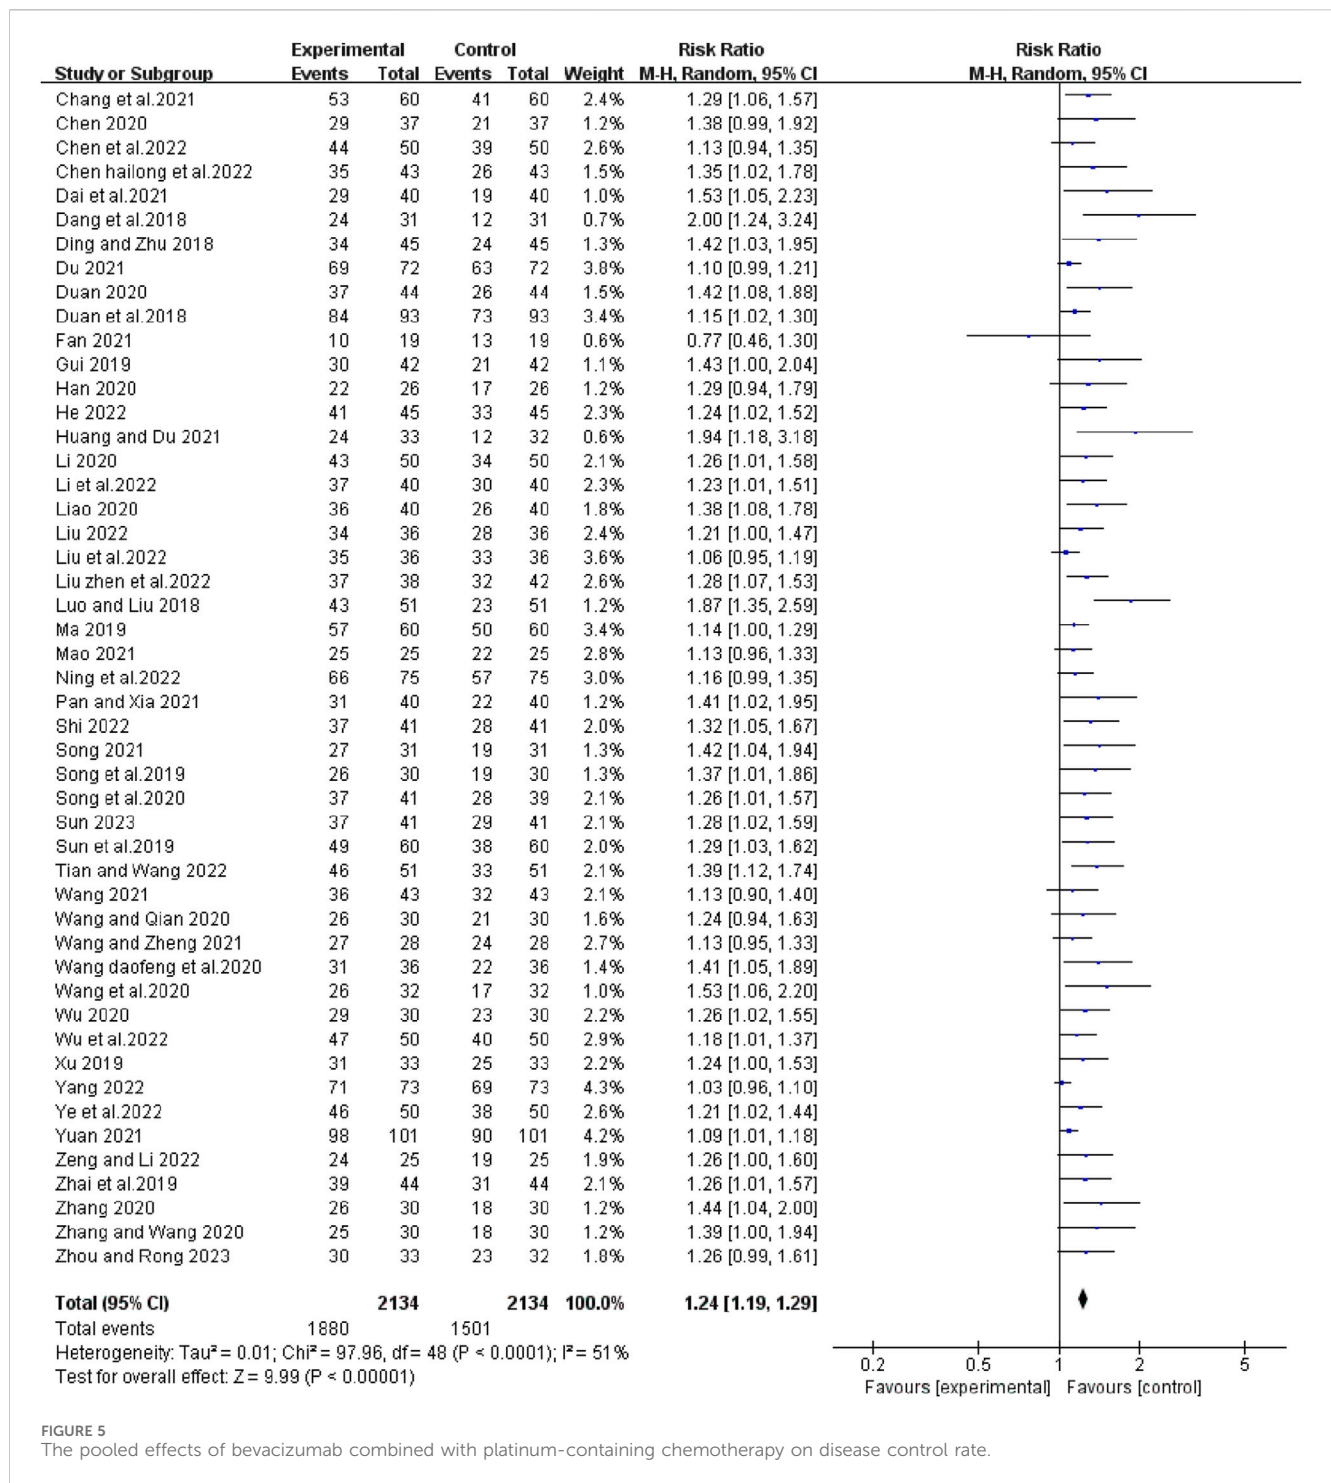 Experimental Control Risk Ratio Risk Ratio
Study or Subgroup Events Total Events Total Weight M-H, Random, 95% CI M-H, Random, 95% CI
Chang et al.2021 53 60 41 60 2.4% 1.29 [1.06, 1.57]
Chen 2020 29 37 21 37 1.2% 1.38 [0.99, 1.92]
Chen et al.2022 44 50 39 50 2.6% 1.13 [0.94, 1.35]
Chen hailong et al.2022 35 43 26 43 1.5% 1.35 [1.02, 1.78]
Dai et al.2021 29 40 19 40 1.0% 1.53 [1.05, 2.23]
Dang et al.2018 24 31 12 31 0.7% 2.00 [1.24, 3.24]
Ding and Zhu 2018 34 45 24 45 1.3% 1.42 [1.03, 1.95]
Du 2021 69 72 63 72 3.8% 1.10 [0.99, 1.21]
Duan 2020 37 44 26 44 1.5% 1.42 [1.08, 1.88]
Duan et al.2018 84 93 73 93 3.4% 1.15 [1.02, 1.30]
Fan 2021 10 19 13 19 0.6% 0.77 [0.46, 1.30]
Gui 2019 30 42 21 42 1.1% 1.43 [1.00, 2.04]
Han 2020 22 26 17 26 1.2% 1.29 [0.94, 1.79]
He 2022 41 45 33 45 2.3% 1.24 [1.02, 1.52]
Huang and Du 2021 24 33 12 32 0.6% 1.94 [1.18, 3.18]
Li 2020 43 50 34 50 2.1% 1.26 [1.01, 1.58]
Li et al.2022 37 40 30 40 2.3% 1.23 [1.01, 1.51]
Liao 2020 36 40 26 40 1.8% 1.38 [1.08, 1.78]
Liu 2022 34 36 28 36 2.4% 1.21 [1.00, 1.47]
Liu et al.2022 35 36 33 36 3.6% 1.06 [0.95, 1.19]
Liu zhen et al.2022 37 38 32 42 2.6% 1.28 [1.07, 1.53]
Luo and Liu 2018 43 51 23 51 1.2% 1.87 [1.35, 2.59]
Ma 2019 57 60 50 60 3.4% 1.14 [1.00, 1.29]
Mao 2021 25 25 22 25 2.8% 1.13 [0.96, 1.33]
Ning et al.2022 66 75 57 75 3.0% 1.16 [0.99, 1.35]
Pan and Xia 2021 31 40 22 40 1.2% 1.41 [1.02, 1.95]
Shi 2022 37 41 28 41 2.0% 1.32 [1.05, 1.67]
Song 2021 27 31 19 31 1.3% 1.42 [1.04, 1.94]
Song et al.2019 26 30 19 30 1.3% 1.37 [1.01, 1.86]
Song et al.2020 37 41 28 39 2.1% 1.26 [1.01, 1.57]
Sun 2023 37 41 29 41 2.1% 1.28 [1.02, 1.59]
Sun et al.2019 49 60 38 60 2.0% 1.29 [1.03, 1.62]
Tian and Wang 2022 46 51 33 51 2.1% 1.39 [1.12, 1.74]
Wang 2021 36 43 32 43 2.1% 1.13 [0.90, 1.40]
Wang and Qian 2020 26 30 21 30 1.6% 1.24 [0.94, 1.63]
Wang and Zheng 2021 27 28 24 28 2.7% 1.13 [0.95, 1.33]
Wang daofeng et al.2020 31 36 22 36 1.4% 1.41 [1.05, 1.89]
Wang et al.2020 26 32 17 32 1.0% 1.53 [1.06, 2.20]
Wu 2020 29 30 23 30 2.2% 1.26 [1.02, 1.55]
Wu et al.2022 47 50 40 50 2.9% 1.18 [1.01, 1.37]
Xu 2019 31 33 25 33 2.2% 1.24 [1.00, 1.53]
Yang 2022 71 73 69 73 4.3% 1.03 [0.96, 1.10]
Ye et al.2022 46 50 38 50 2.6% 1.21 [1.02, 1.44]
Yuan 2021 98 101 90 101 4.2% 1.09 [1.01, 1.18]
Zeng and Li 2022 24 25 19 25 1.9% 1.26 [1.00, 1.60]
Zhai et al.2019 39 44 31 44 2.1% 1.26 [1.01, 1.57]
Zhang 2020 26 30 18 30 1.2% 1.44 [1.04, 2.00]
Zhang and Wang 2020 25 30 18 30 1.2% 1.39 [1.00, 1.94]
Zhou and Rong 2023 30 33 23 32 1.8% 1.26 [0.99, 1.61]
Total (95% CI) 2134 2134 100.0% 1.24 [1.19, 1.29]
Total events 1880 1501
Heterogeneity: Tau² = 0.01; Chi² = 97.96, df = 48 (P < 0.0001); I² = 51%
Test for overall effect: Z = 9.99 (P < 0.00001)
0.2 0.5 1 2 5
Favours [experimental] Favours [control]
FIGURE 5
The pooled effects of bevacizumab combined with platinum-containing chemotherapy on disease control rate.